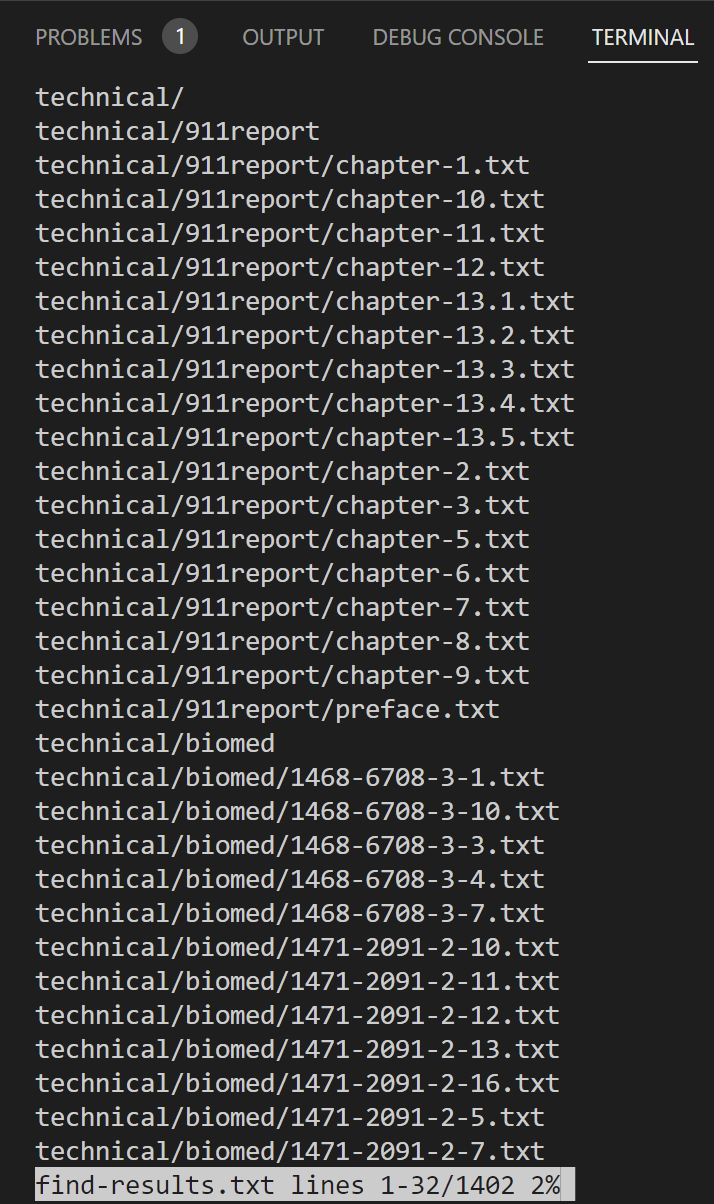 PROBLEMS 1 OUTPUT DEBUG CONSOLE TERMINAL
technical/
technical/911report
technical/911report/chapter-1.txt
technical/911report/chapter-10.txt
technical/911report/chapter-11.txt
technical/911report/chapter-12.txt
technical/911report/chapter-13.1.txt
technical/911report/chapter-13.2.txt
technical/911report/chapter-13.3.txt
technical/911report/chapter-13.4.txt
technical/911report/chapter-13.5.txt
technical/911report/chapter-2.txt
technical/911report/chapter-3.txt
technical/911report/chapter-5.txt
technical/911report/chapter-6.txt
technical/911report/chapter-7.txt
technical/911report/chapter-8.txt
technical/911report/chapter-9.txt
technical/911report/preface.txt
technical/biomed
technical/biomed/1468-6708-3-1.txt
technical/biomed/1468-6708-3-10.txt
technical/biomed/1468-6708-3-3.txt
technical/biomed/1468-6708-3-4.txt
technical/biomed/1468-6708-3-7.txt
technical/biomed/1471-2091-2-10.txt
technical/biomed/1471-2091-2-11.txt
technical/biomed/1471-2091-2-12.txt
technical/biomed/1471-2091-2-13.txt
technical/biomed/1471-2091-2-16.txt
technical/biomed/1471-2091-2-5.txt
technical/biomed/1471-2091-2-7.txt
find-results.txt lines 1-32/1402 2%